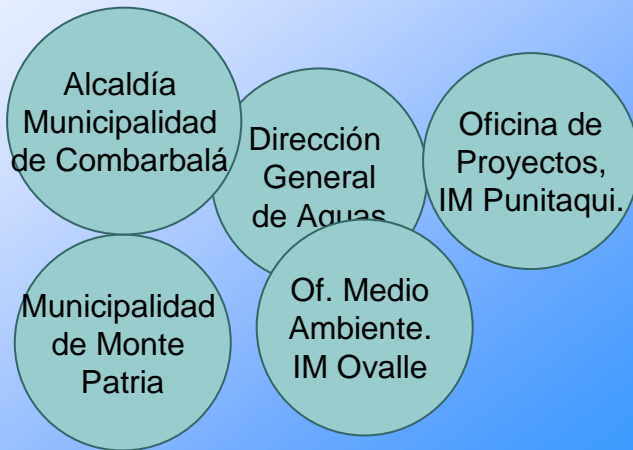 Alcaldía
Municipalidad
de Combarbalá
Dirección
General
de Aguas
Oficina de
Proyectos,
IM Punitaqui.
Municipalidad
de Monte
Patria
Of. Medio
Ambiente.
IM Ovalle